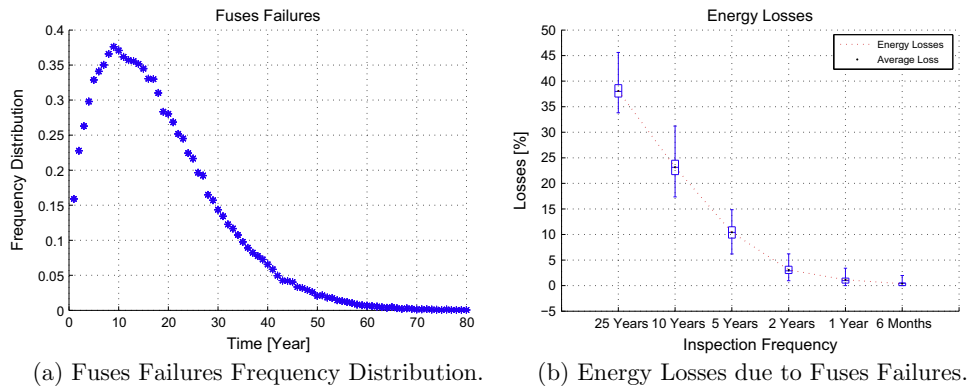 Fuses Failures
0.4
0.35
0.3
0.25
0.2
0.15
0.1
0.05
0
Frequency Distribution
0 10 20 30 40 50 60 70 80
Time [Year]
(a) Fuses Failures Frequency Distribution.
Energy Losses
50
45
40
35
30
25
20
15
10
5
0
−5
Losses [%]
Energy Losses
Average Loss
25 Years 10 Years 5 Years 2 Years 1 Year 6 Months
Inspection Frequency
(b) Energy Losses due to Fuses Failures.